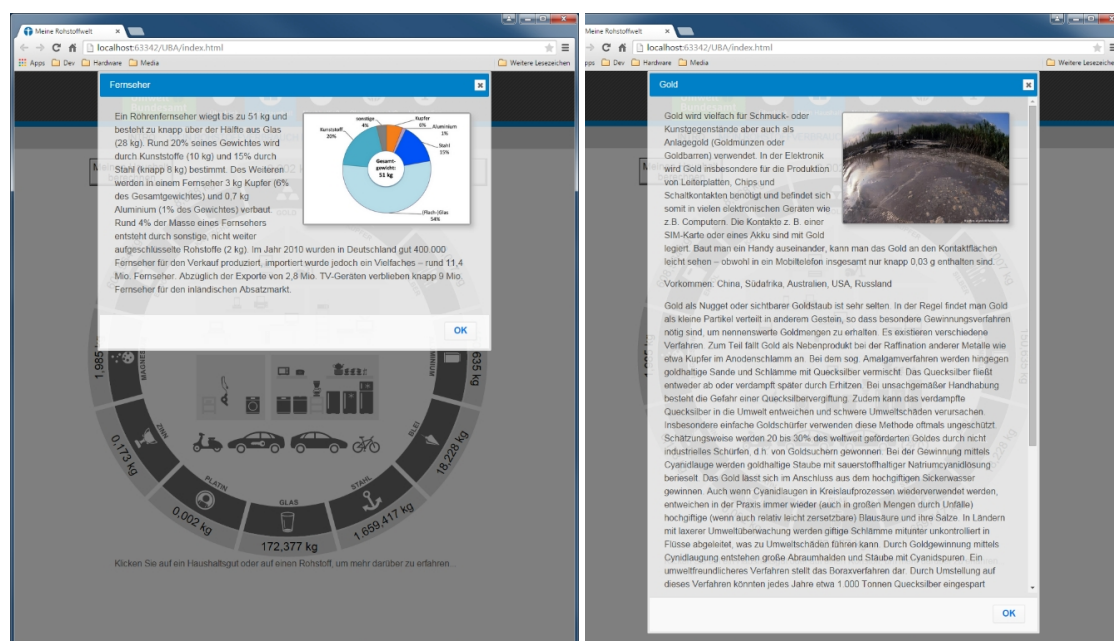 Meine Rohstoffwelt
localhost:63342/UBA/index.html
Apps Dev Hardware Media Weitere Lesezeichen
Fernseher
Ein Röhrenfernseher wiegt bis zu 51 kg und
besteht zu knapp über der Hälfte aus Glas
(28 kg). Rund 20% seines Gewichtes wird
durch Kunststoffe (10 kg) und 15% durch
Stahl (knapp 8 kg) bestimmt. Des Weiteren
werden in einem Fernseher 3 kg Kupfer (6%
des Gesamtgewichtes) und 0,7 kg
Aluminium (1% des Gewichtes) verbaut.
Rund 4% der Masse eines Fernsehers
entsteht durch sonstige, nicht weiter
aufgeschlüsselte Rohstoffe (2 kg). Im Jahr 2010 wurden in Deutschland gut 400.000
Fernseher für den Verkauf produziert, importiert wurde jedoch ein Vielfaches – rund 11,4
Mio. Fernseher. Abzüglich der Exporte von 2,8 Mio. TV-Geräten verblieben knapp 9 Mio.
Fernseher für den inländischen Absatzmarkt.
sonstige
4%
Kupfer
6%
Aluminium
1%
Stahl
15%
Kunststoff
20%
Gesamt-
gewicht:
51 kg
(Flach-)Glas
54%
OK
1,985
MAGNES
635 kg
ZINN
0,173 kg
PLATIN
0,002 kg
GLAS
172,377 kg
STAHL
1.659,417 kg
BLEI
18,228 kg
Klicken Sie auf ein Haushaltsgut oder auf einen Rohstoff, um mehr darüber zu erfahren...
Meine Rohstoffwelt
localhost:63342/UBA/index.html
pps Dev Hardware Media Weitere Lesezeiche
Gold
Gold wird vielfach für Schmuck- oder
Kunstgegenstände aber auch als
Anlagegold (Goldmünzen oder
Goldbarren) verwendet. In der Elektronik
wird Gold insbesondere für die Produktion
von Leiterplatten, Chips und
Schaltkontakten benötigt und befindet sich
somit in vielen elektronischen Geräten wie
z.B. Computern. Die Kontakte z. B. einer
SIM-Karte oder eines Akku sind mit Gold
legiert. Baut man ein Handy auseinander, kann man das Gold an den Kontaktflächen
leicht sehen – obwohl in ein Mobiltelefon insgesamt nur knapp 0,03 g enthalten sind.
Vorkommen: China, Südafrika, Australien, USA, Russland
Gold als Nugget oder sichtbarer Goldstaub ist sehr selten. In der Regel findet man Gold
als kleine Partikel verteilt in anderem Gestein, so dass besondere Gewinnungsverfahren
nötig sind, um nennenswerte Goldmengen zu erhalten. Es existieren verschiedene
Verfahren. Zum Teil fällt Gold als Nebenprodukt bei der Raffination anderer Metalle wie
etwa Kupfer im Anodenschlamm an. Bei dem sog. Amalgamverfahren werden hingegen
goldhaltige Sande und Schlämme mit Quecksilber vermischt. Das Quecksilber fließt
entweder ab oder verdampft später durch Erhitzen. Bei unsachgemäßer Handhabung
besteht die Gefahr einer Quecksilbervergiftung. Zudem kann das verdampfte
Quecksilber in die Umwelt entweichen und schwere Umweltschäden verursachen.
Insbesondere einfache Goldschürfer verwenden diese Methode oftmals ungeschützt.
Schätzungsweise werden 20 bis 30% des weltweit geförderten Goldes durch nicht
industrielles Schürfen, d.h. von Goldsuchern gewonnen. Bei der Gewinnung mittels
Cyanidlauge werden goldhaltige Staube mit sauerstoffhaltiger Natriumcyanidlösung
berieselt. Das Gold lässt sich im Anschluss aus dem hochgiftigen Sickerwasser
gewinnen. Auch wenn Cyanidlaugen in Kreislaufprozessen wiederverwendet werden,
entweichen in der Praxis immer wieder (auch in großen Mengen durch Unfälle)
hochgiftige (wenn auch relativ leicht zersetzbare) Blausäure und ihre Salze. In Ländern
mit laxerer Umweltüberwachung werden giftige Schlämme mitunter unkontrolliert in
Flüsse abgeleitet, was zu Umweltschäden führen kann. Durch Goldgewinnung mittels
Cynidlaugung entstehen große Abraumhalden und Stäube mit Cyanidspuren. Ein
umweltfreundlicheres Verfahren stellt das Boraxverfahren dar. Durch Umstellung auf
dieses Verfahren könnten jedes Jahre etwa 1 000 Tonnen Quecksilber eingespart
OK